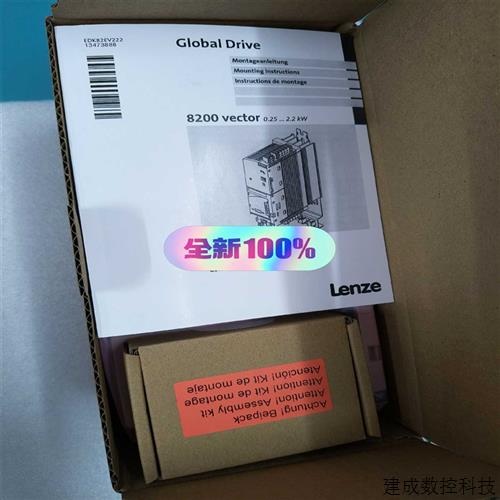 EDK82EV222
13473888
Global Drive
Montageanleitung
Mounting Instructions
Instructions de montage
8200 vector 0.25 ... 2.2 kW
全新100%
Lenze
Achtung! Beipack
Attention! Assembly kit
Attention! Kit de montage
Atención! Kit de montaje
建成数控科技